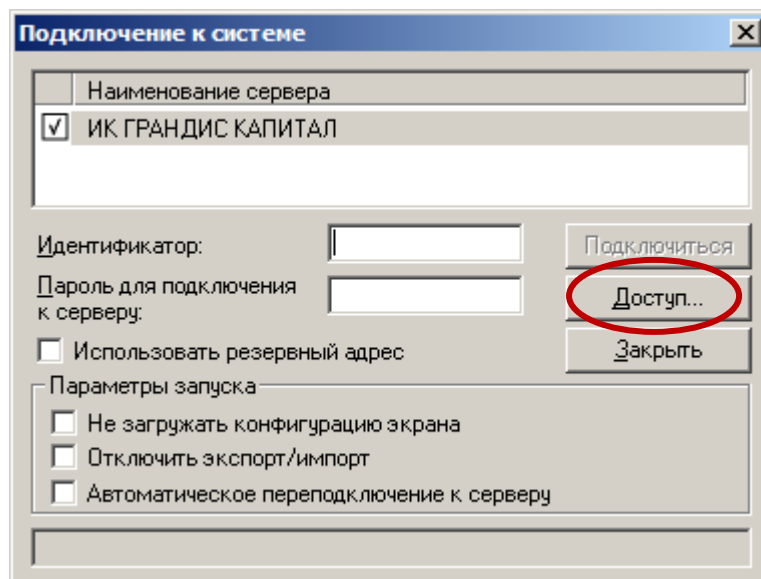 Подключение к системе
Наименование сервера
ИК ГРАНДИС КАПИТАЛ
Идентификатор:
Подключиться
Пароль для подключения
к серверу:
Доступ...
Использовать резервный адрес
Закрыть
Параметры запуска
Не загружать конфигурацию экрана
Отключить экспорт/импорт
Автоматическое переподключение к серверу